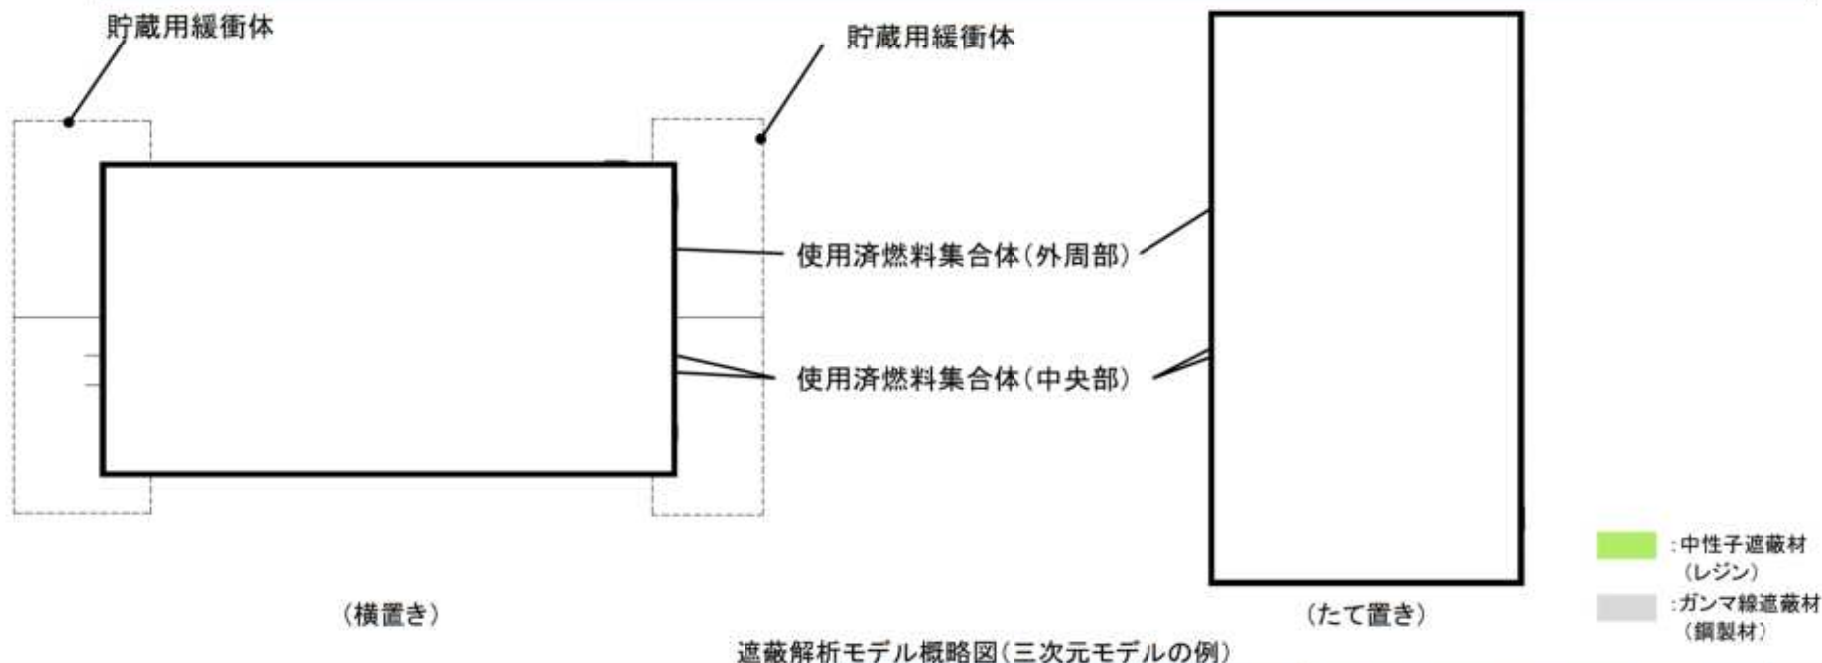 貯蔵用緩衝体
貯蔵用緩衝体
使用済燃料集合体（外周部）
使用済燃料集合体（中央部）
（横置き）
（たて置き）
：中性子遮蔽材
（レジン）
：ガンマ線遮蔽材
（鋼製材）
遮蔽解析モデル概略図（三次元モデルの例）